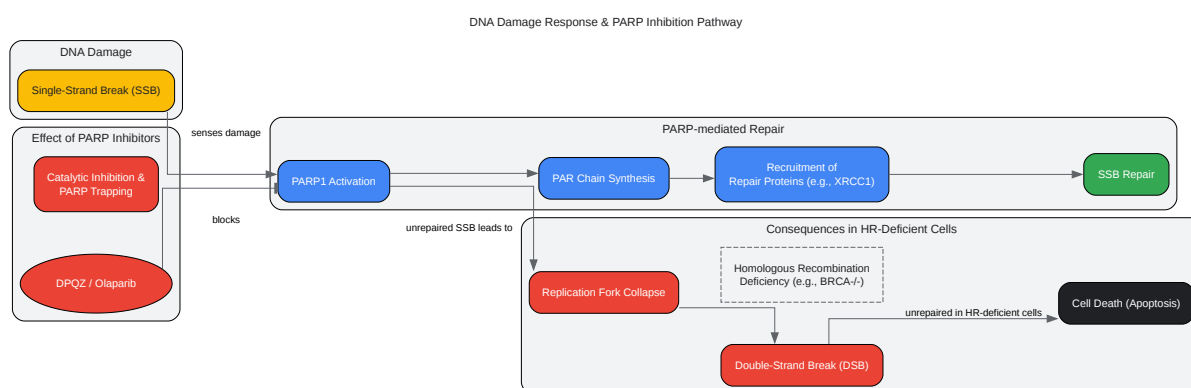 DNA Damage Response & PARP Inhibition Pathway
DNA Damage
Single-Strand Break (SSB)
Effect of PARP Inhibitors
Catalytic Inhibition &
PARP Trapping
DPQZ / Olaparib
senses damage
blocks
PARP-mediated Repair
PARP1 Activation
PAR Chain Synthesis
Recruitment of
Repair Proteins (e.g., XRCC1)
SSB Repair
unrepaired SSB leads to
Consequences in HR-Deficient Cells
Homologous Recombination
Deficiency (e.g., BRCA-/-)
Replication Fork Collapse
Double-Strand Break (DSB)
unrepaired in HR-deficient cells
Cell Death (Apoptosis)